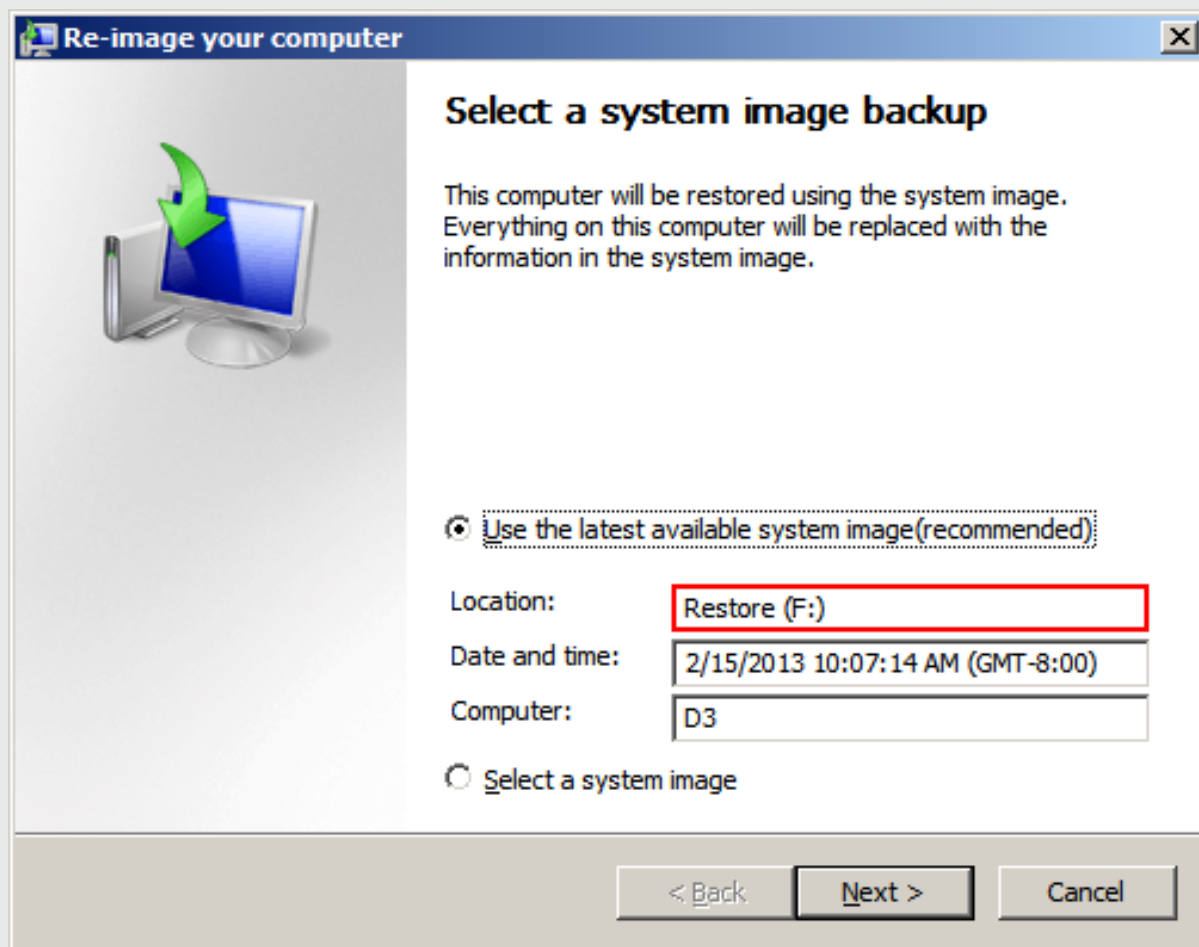 Re-image your computer
Select a system image backup
This computer will be restored using the system image.
Everything on this computer will be replaced with the
information in the system image.
Use the latest available system image(recommended)
Location: Restore (F:)
Date and time: 2/15/2013 10:07:14 AM (GMT-8:00)
Computer: D3
Select a system image
< Back Next > Cancel